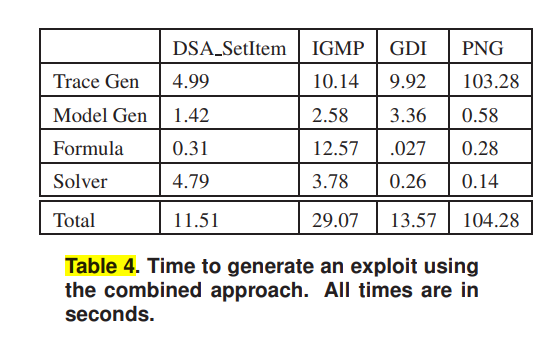 DSA_SetItem IGMP GDI PNG
Trace Gen 4.99 10.14 9.92 103.28
Model Gen 1.42 2.58 3.36 0.58
Formula 0.31 12.57 .027 0.28
Solver 4.79 3.78 0.26 0.14
Total 11.51 29.07 13.57 104.28
Table 4. Time to generate an exploit using
the combined approach. All times are in
seconds.